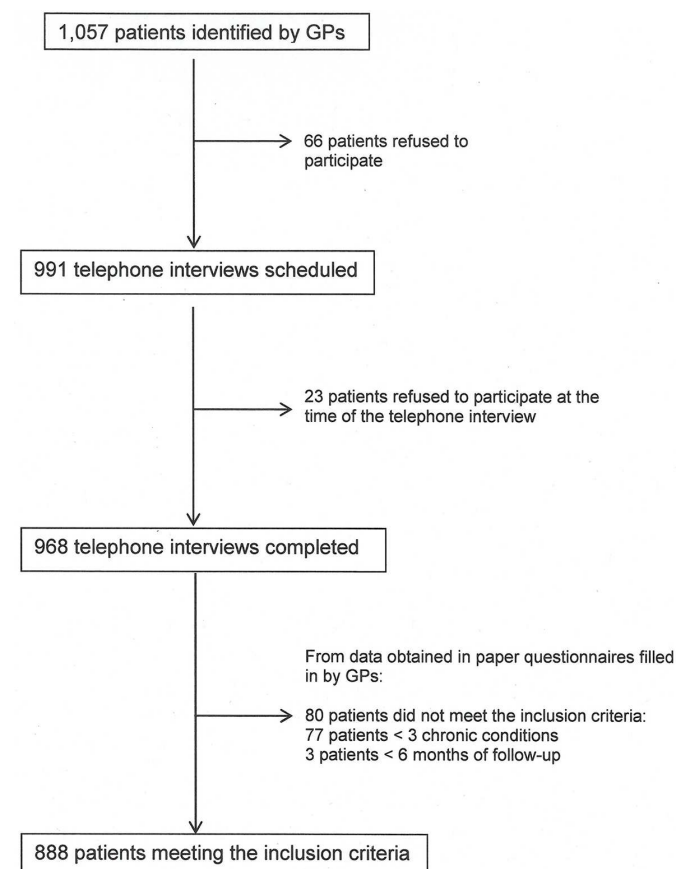 1,057 patients identified by GPs
66 patients refused to
participate
991 telephone interviews scheduled
23 patients refused to participate at the
time of the telephone interview
968 telephone interviews completed
From data obtained in paper questionnaires filled
in by GPs:
80 patients did not meet the inclusion criteria:
77 patients < 3 chronic conditions
3 patients < 6 months of follow-up
888 patients meeting the inclusion criteria